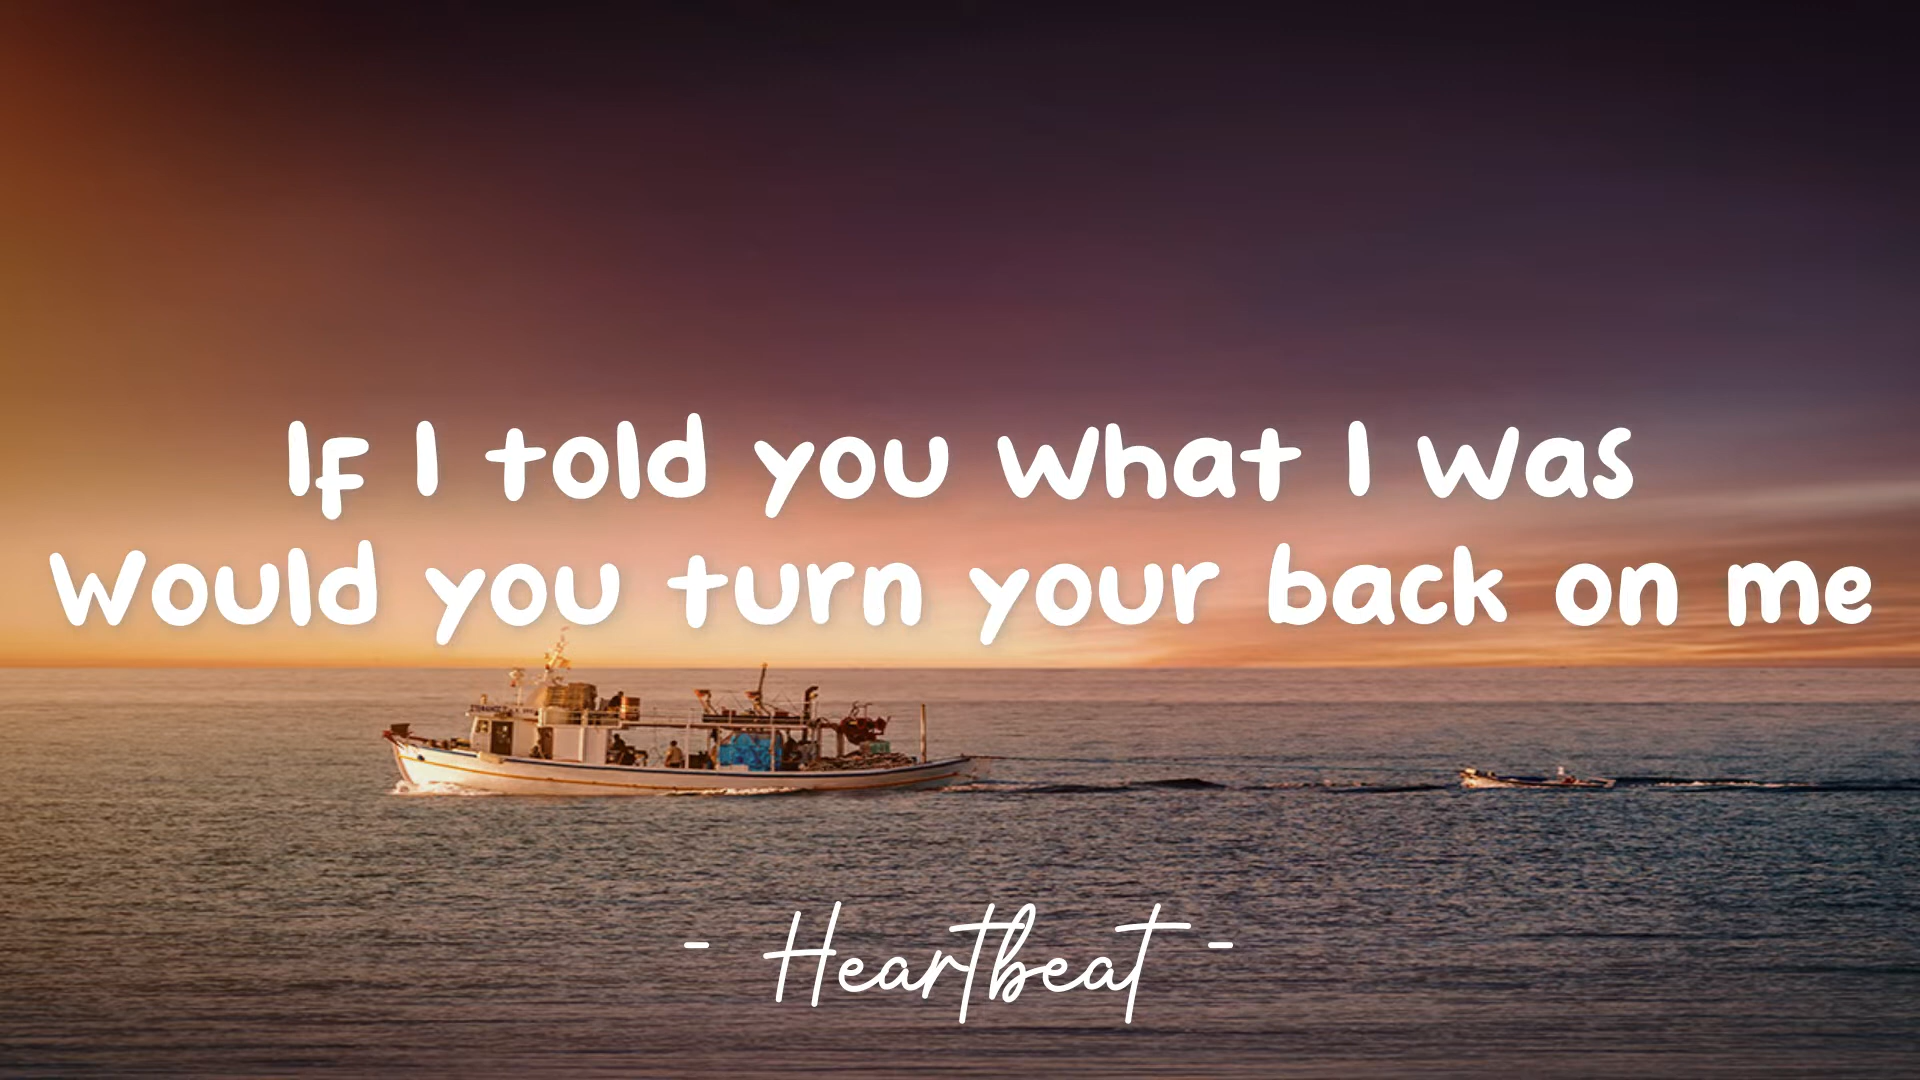 If I told you what I was
Would you turn your back on me
- Heartbeat -